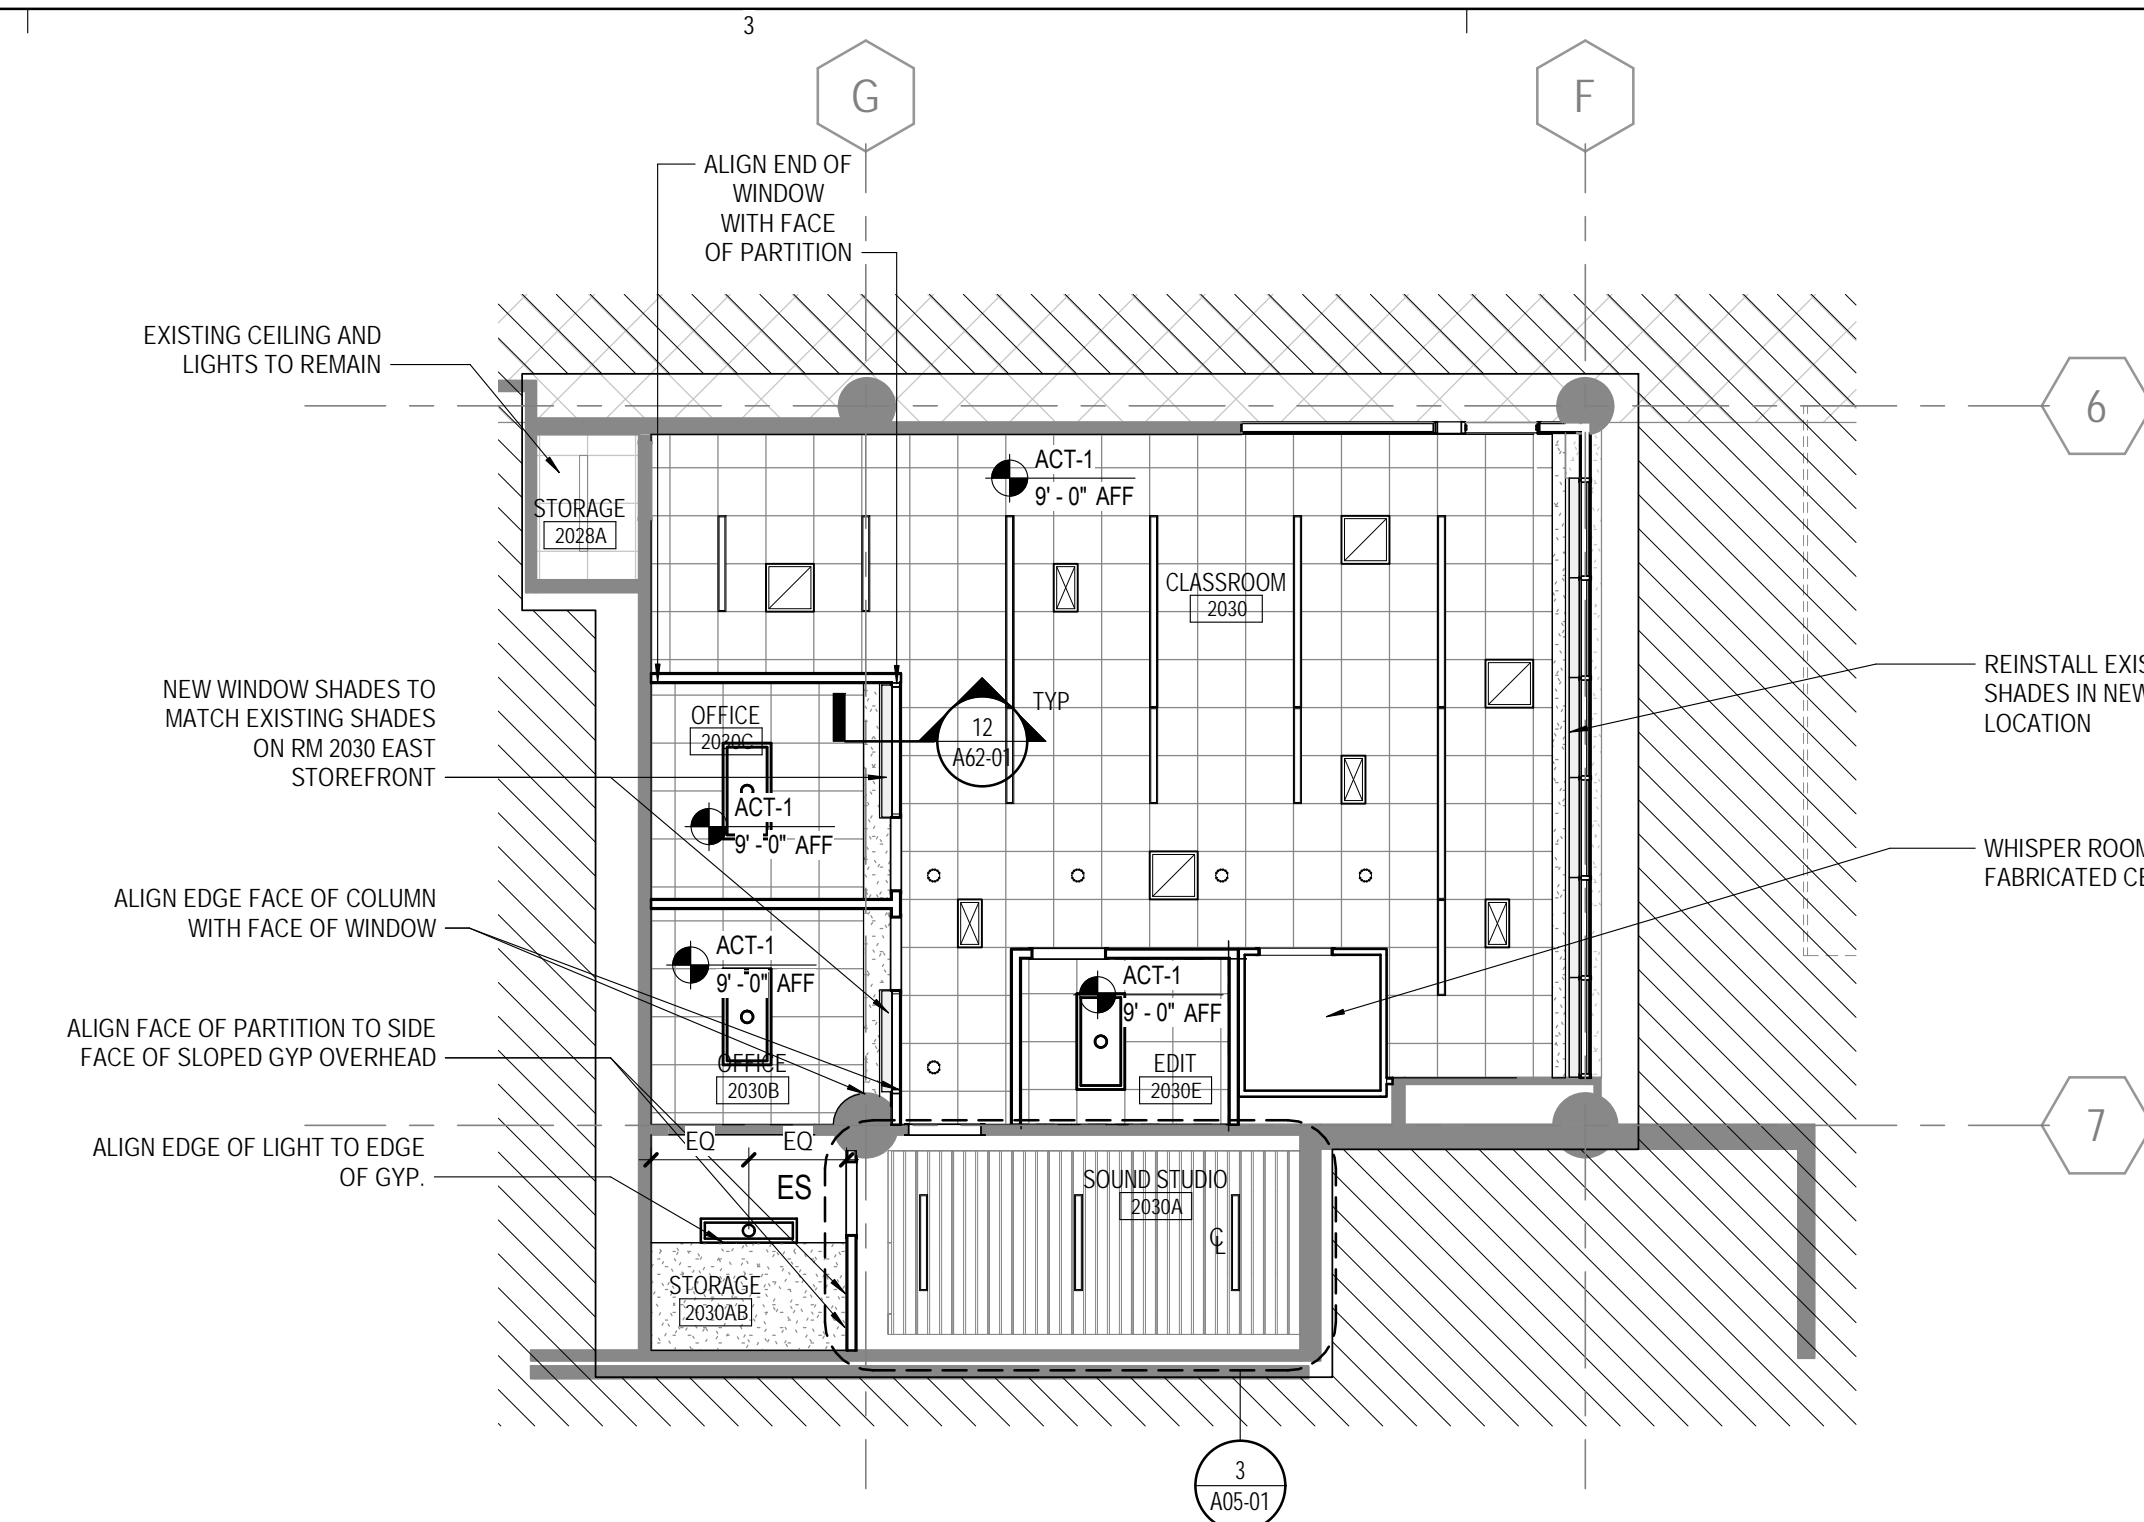 3
G
F
ALIGN END OF
WINDOW
WITH FACE
OF PARTITION
EXISTING CEILING AND
LIGHTS TO REMAIN
6
ACT-1
9' - 0" AFF
STORAGE
2028A
CLASSROOM
2030
NEW WINDOW SHADES TO
MATCH EXISTING SHADES
ON RM 2030 EAST
STOREFRONT
REINSTALL EXIS
SHADES IN NEW
LOCATION
OFFICE
2030C
TYP
12
A62-01
ACT-1
9' - 0" AFF
WHISPER ROOM
FABRICATED CE
ALIGN EDGE FACE OF COLUMN
WITH FACE OF WINDOW
ACT-1
9' - 0" AFF
ACT-1
9' - 0" AFF
ALIGN FACE OF PARTITION TO SIDE
FACE OF SLOPED GYP OVERHEAD
OFFICE
2030B
EDIT
2030E
7
ALIGN EDGE OF LIGHT TO EDGE
OF GYP.
EQ EQ
ES
SOUND STUDIO
2030A
CL
STORAGE
2030AB
3
A05-01